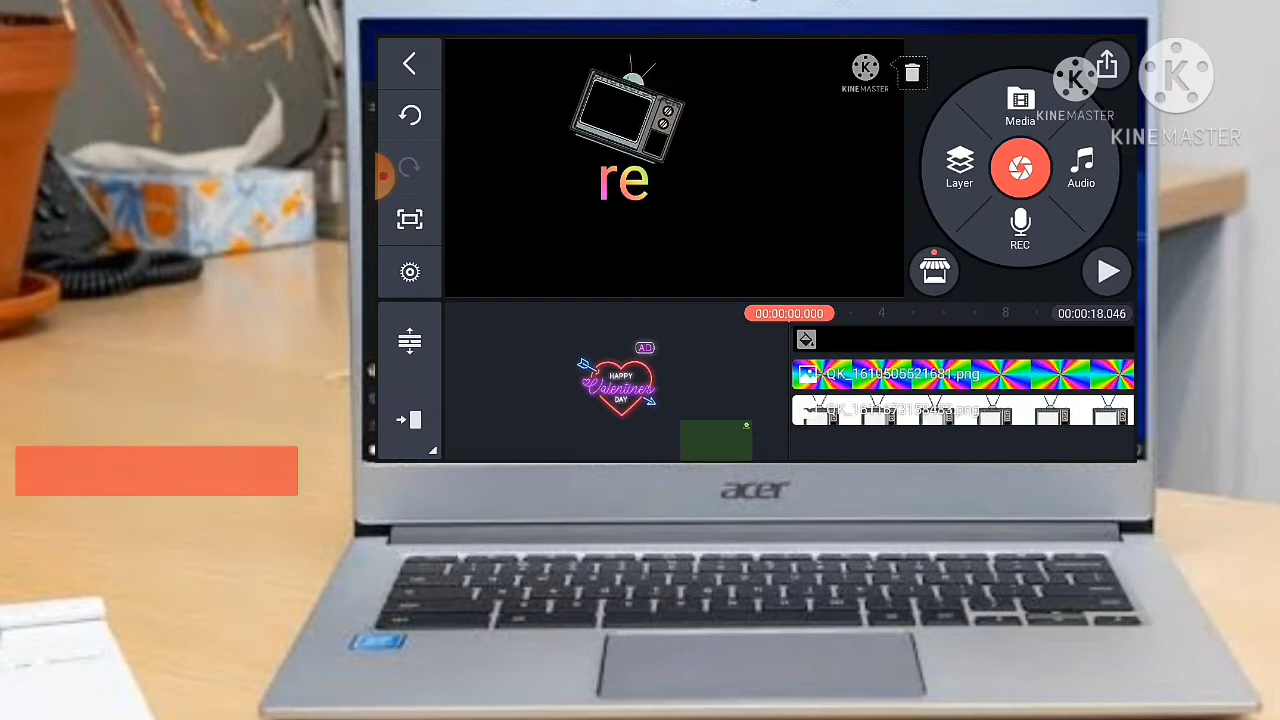 KINEMASTER
Media
KINEMASTER
KINEMASTER
Layer
Audio
re
REC
00:00:00.000
4
8
00:00:18.046
AD
HAPPY
Valentines
DAY
QK_1610505521681.png
acer